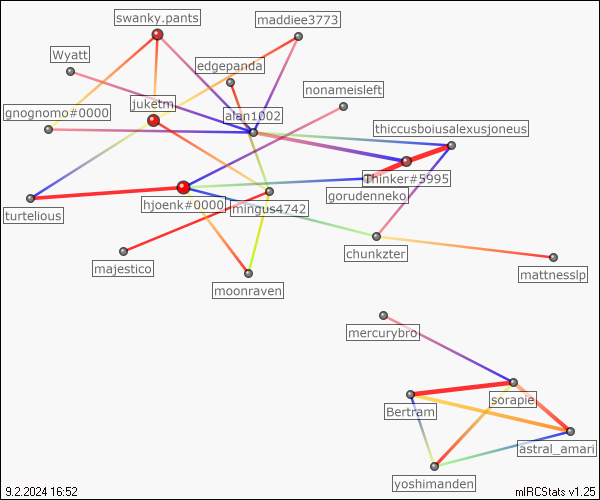 swanky.pants
maddiee3773
Wyatt
edgepanda
nonameisleft
juketm
gnognomo#0000
alan1002
thiccusboiusalexusjoneus
Thinker#5995
gorudenneko
turtelious
hjoenk#0000
mingus4742
chunkzter
majestico
mattnesslp
moonraven
mercurybro
sorapie
Bertram
astral_amari
yoshimanden
9.2.2024 16:52
mIRCStats v1.25